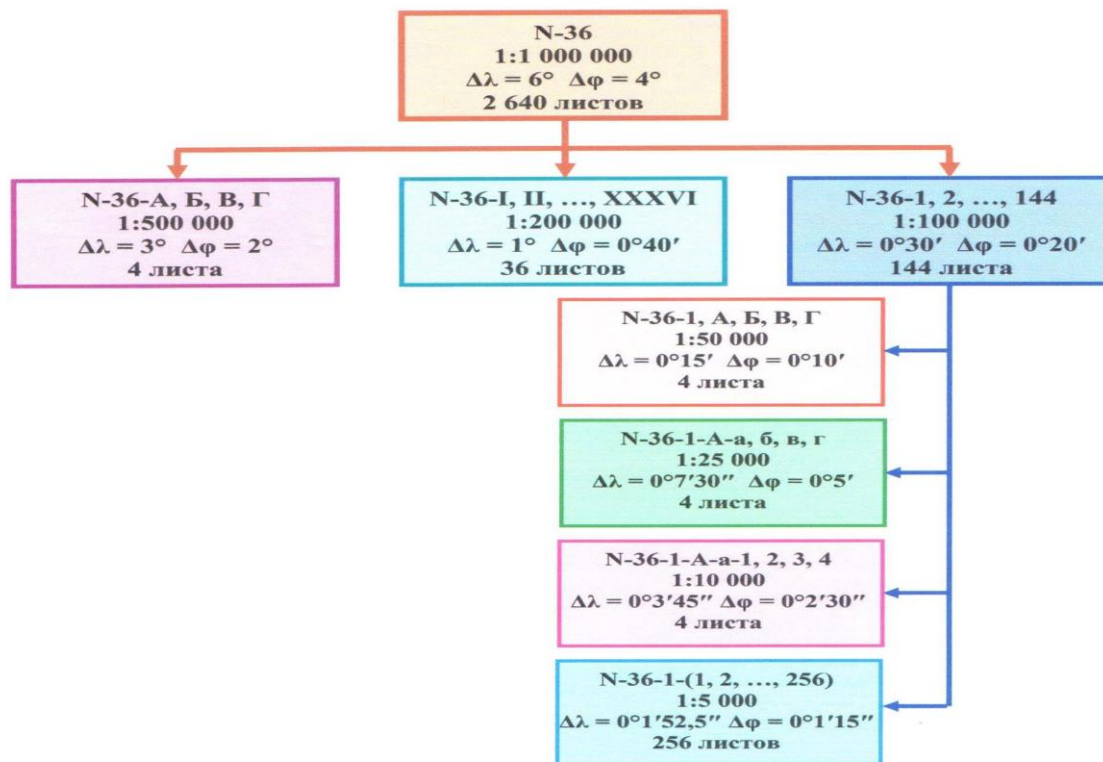 N-36
1:1 000 000
Δλ = 6° Δφ = 4°
2 640 листов
N-36-А, Б, В, Г
1:500 000
Δλ = 3° Δφ = 2°
4 листа
N-36-I, II, ..., XXXVI
1:200 000
Δλ = 1° Δφ = 0°40′
36 листов
N-36-1, 2, ..., 144
1:100 000
Δλ = 0°30′ Δφ = 0°20′
144 листа
N-36-1, А, Б, В, Г
1:50 000
Δλ = 0°15′ Δφ = 0°10′
4 листа
N-36-1-А-а, б, в, г
1:25 000
Δλ = 0°7′30″ Δφ = 0°5′
4 листа
N-36-1-А-а-1, 2, 3, 4
1:10 000
Δλ = 0°3′45″ Δφ = 0°2′30″
4 листа
N-36-1-(1, 2, ..., 256)
1:5 000
Δλ = 0°1′52,5″ Δφ = 0°1′15″
256 листов